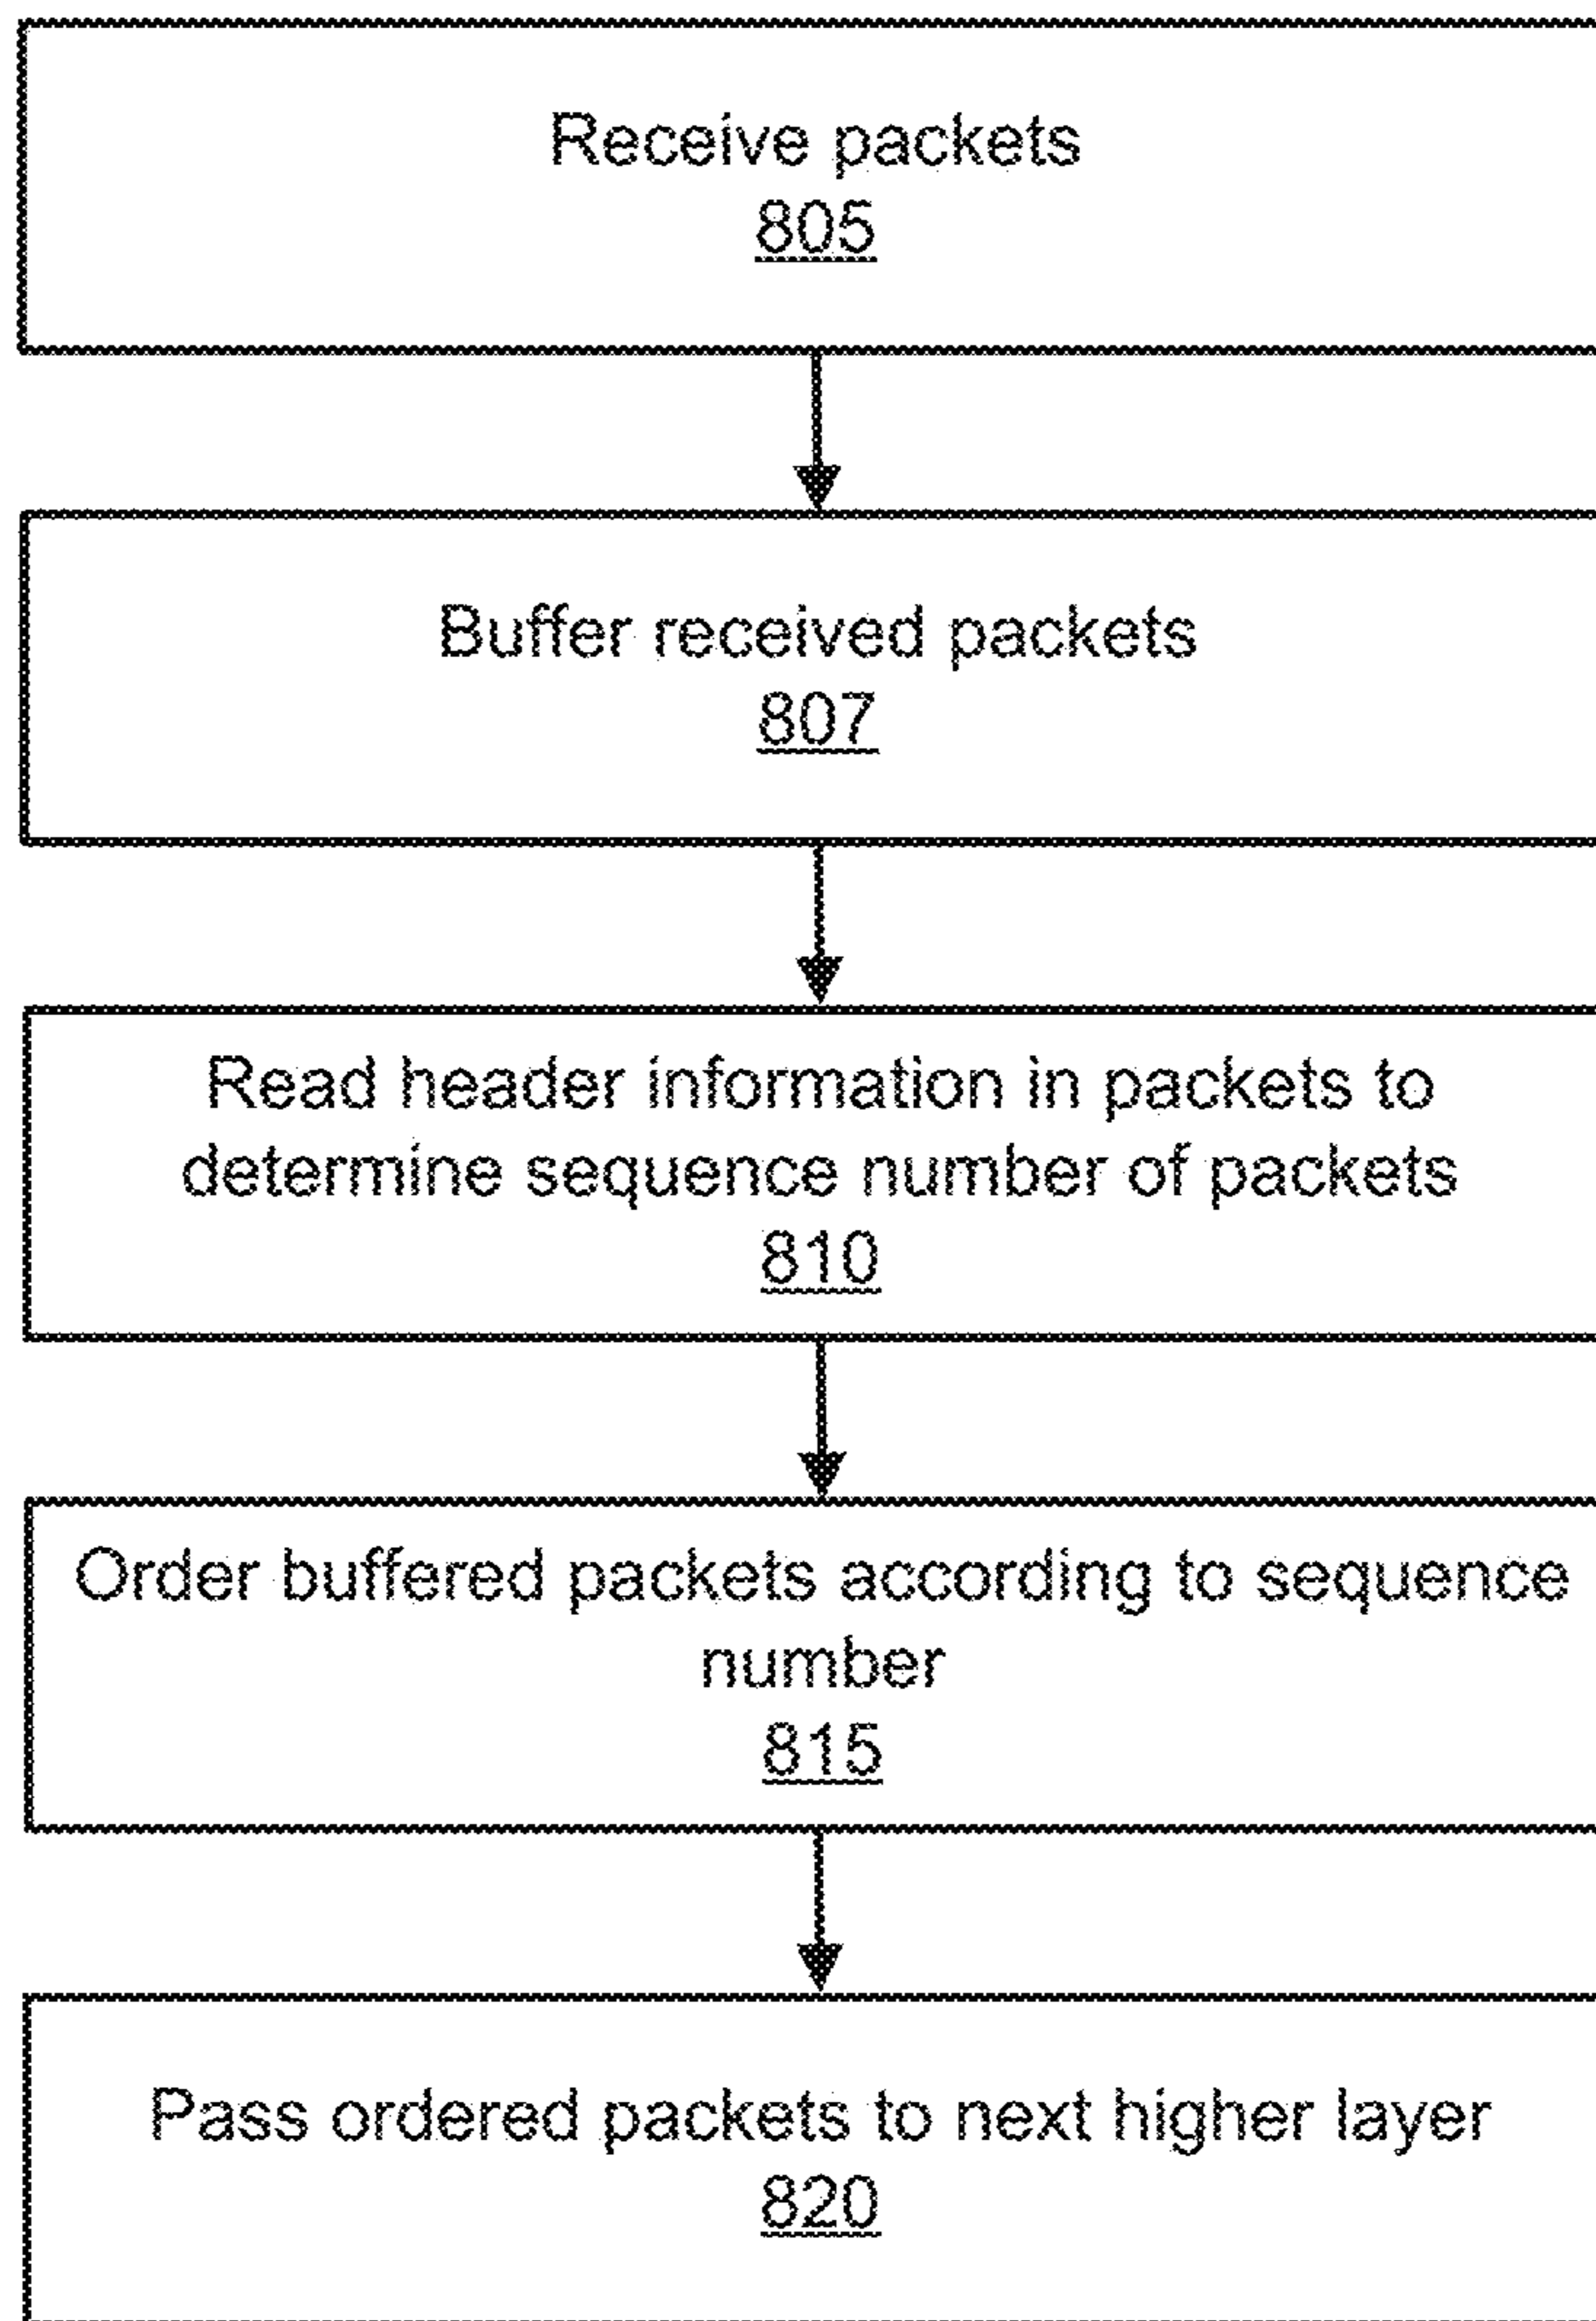 Receive packets
805
Buffer received packets
807
Read header information in packets to
determine sequence number of packets
810
Order buffered packets according to sequence
number
815
Pass ordered packets to next higher layer
820